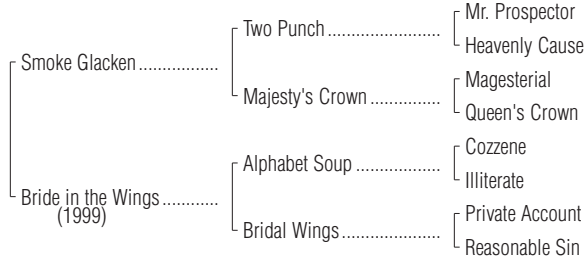 Mr. Prospector
Two Punch .......................
Heavenly Cause
Smoke Glacken ................
Magesterial
Majesty's Crown ..............
Queen's Crown
Cozzene
Alphabet Soup .................
Illiterate
Bride in the Wings ...........
(1999)
Private Account
Bridal Wings ....................
Reasonable Sin